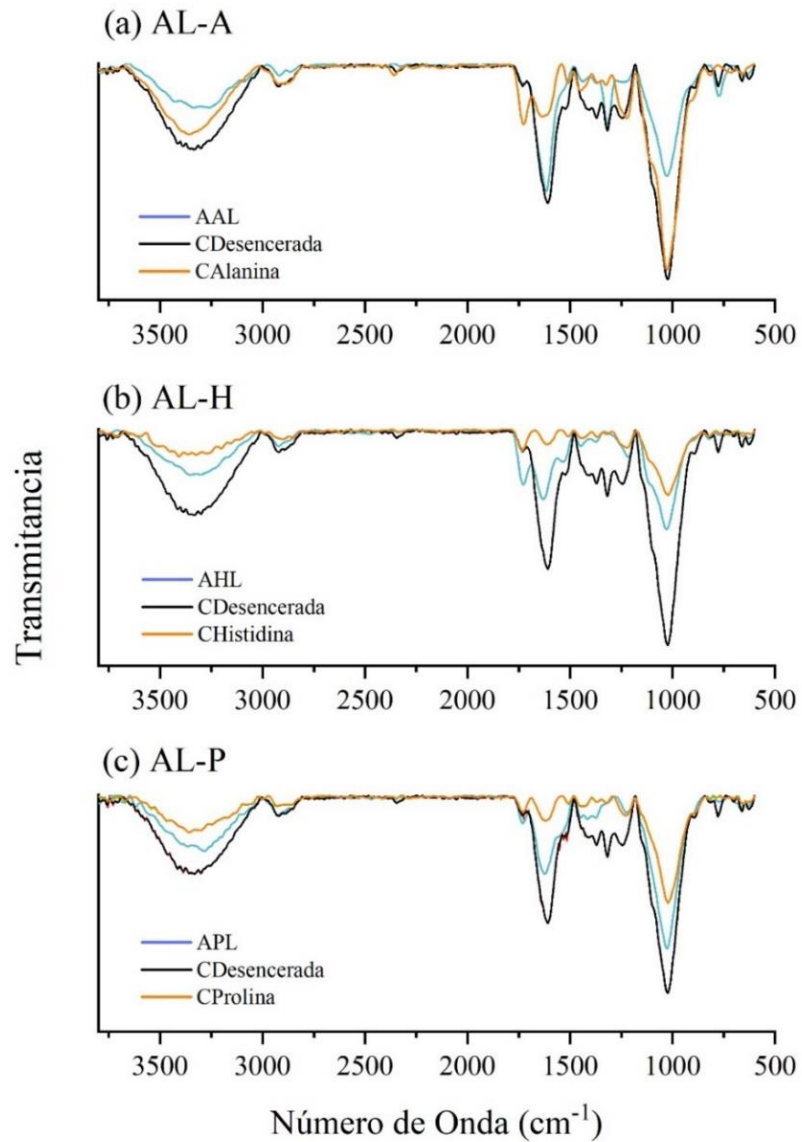 (a) AL-A
AAL
CDesencerada
CAlanina
3500 3000 2500 2000 1500 1000 500
(b) AL-H
AHL
CDesencerada
CHistidina
3500 3000 2500 2000 1500 1000 500
(c) AL-P
APL
CDesencerada
CProlina
3500 3000 2500 2000 1500 1000 500
Transmitancia
Número de Onda (cm⁻¹)